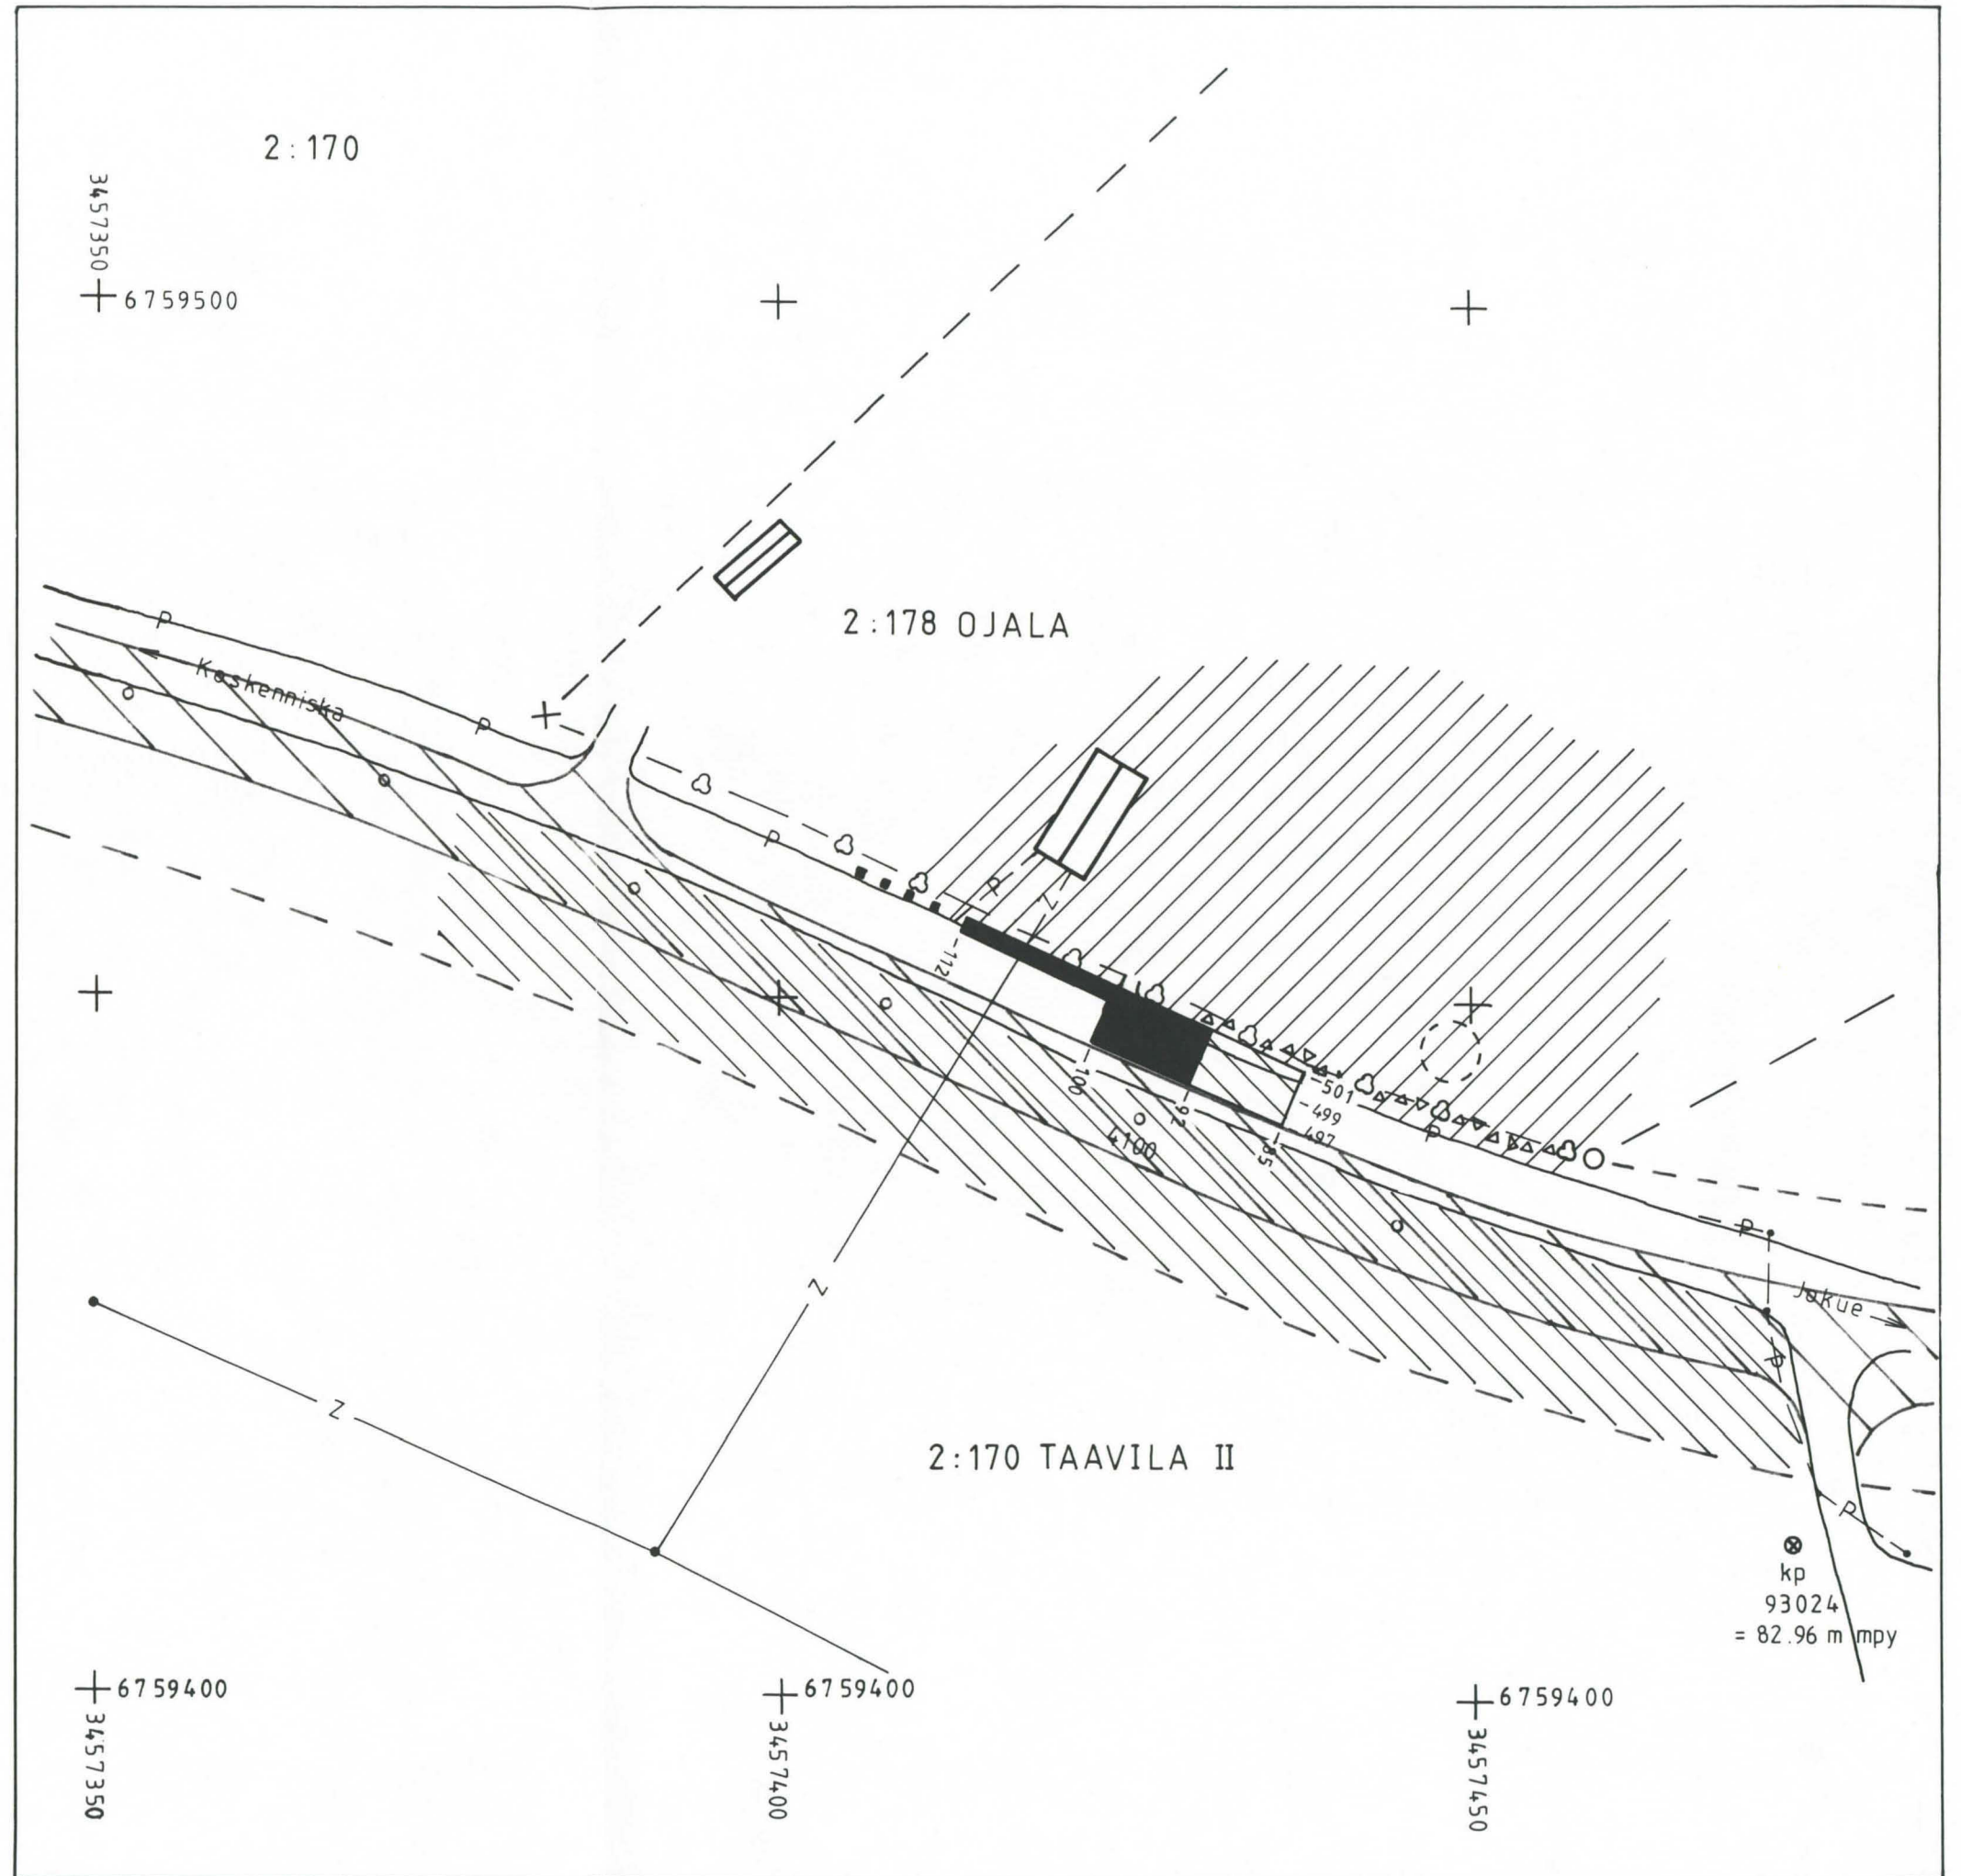 2:170
3457350
6759500
P
Koskenniska
P
2:178 OJALA
P
P
Z
-112
-501
-499
-497
-100
-92
-85
4100
P
P
Jokue
P
Z
Z
2:170 TAAVILA II
P
kp
93024
= 82.96 m mpy
6759400
6759400
6759400
3457350
3457400
3457450